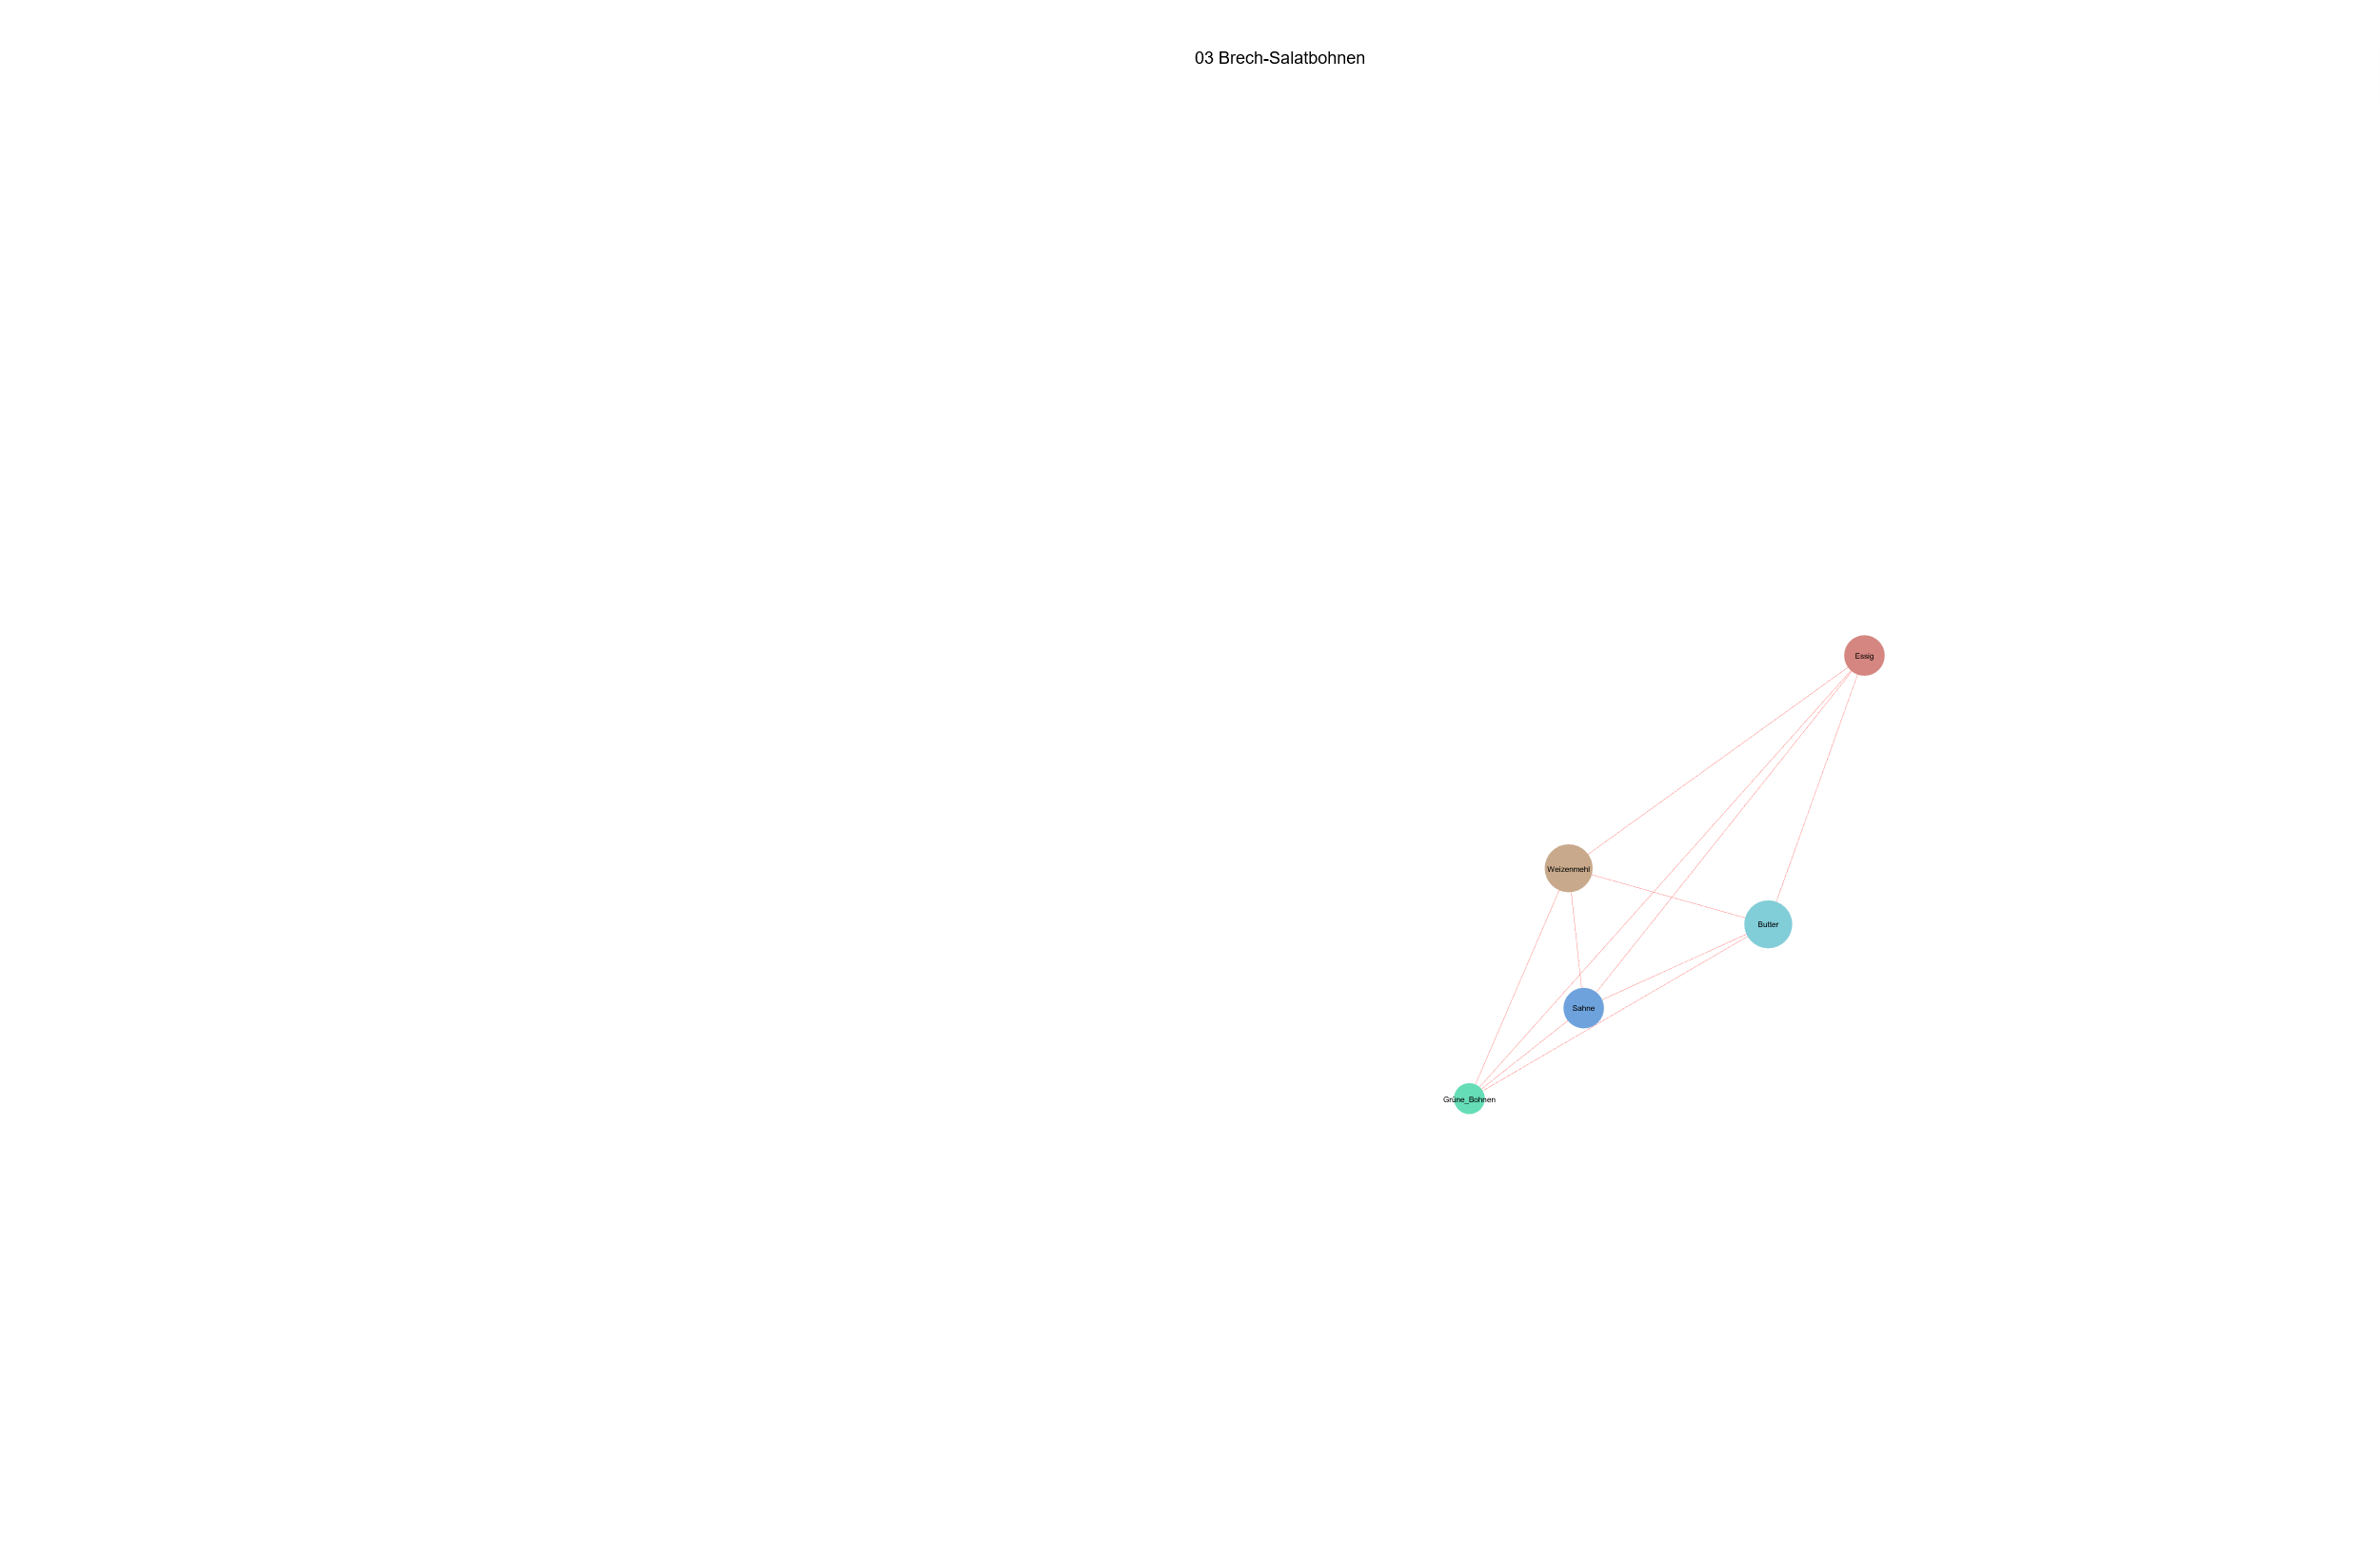 03 Brech-Salatbohnen
Essig
Weizenmehl
Butter
Sahne
Grüne_Bohnen